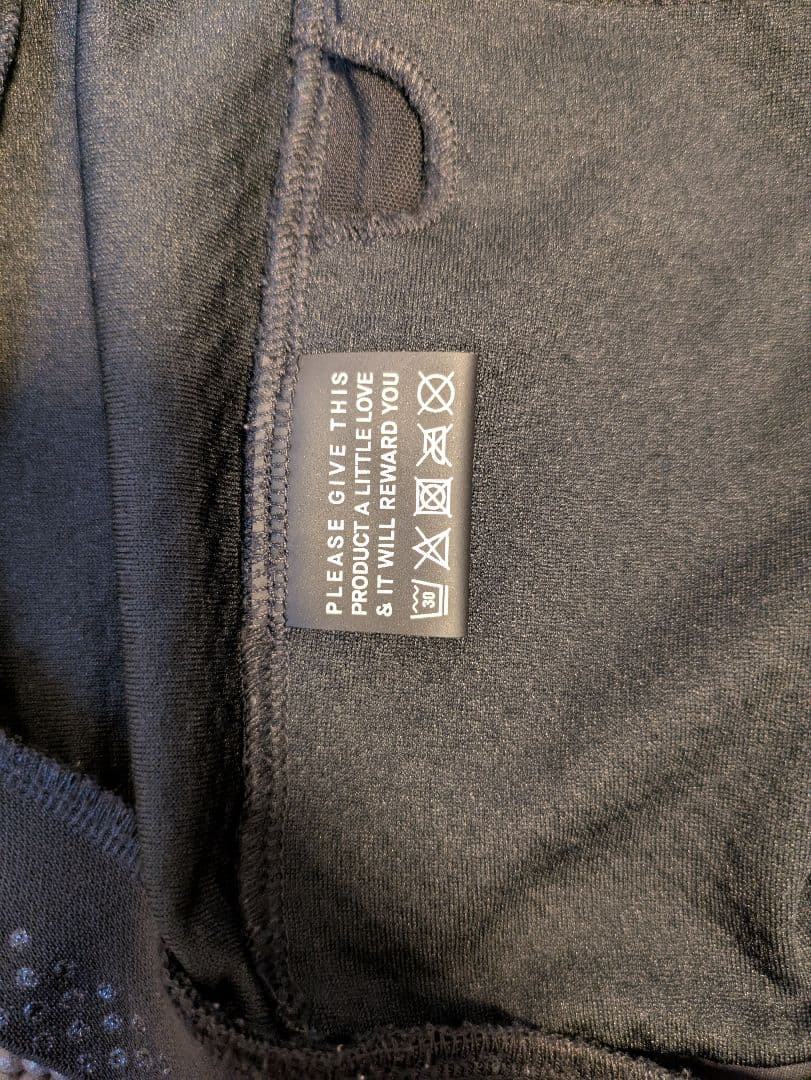 PLEASE GIVE THIS
PRODUCT A LITTLE LOVE
& IT WILL REWARD YOU
30